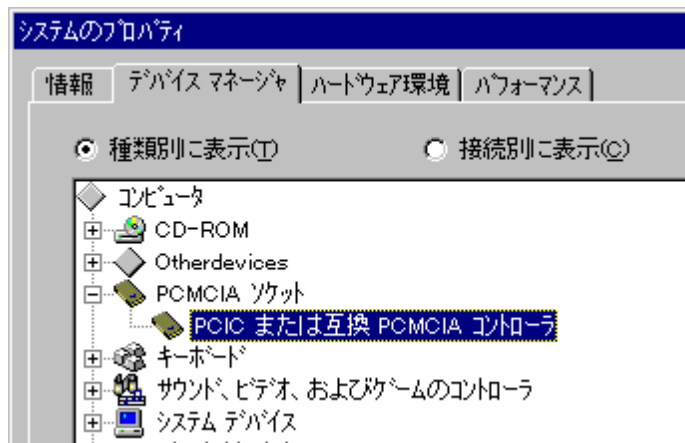 システムのプロパティ
情報 デバイス マネージャ ハードウェア環境 パフォーマンス
種類別に表示(T) 接続別に表示(C)
コンピュータ
CD-ROM
Otherdevices
PCMCIA ソケット
PCIC または互換 PCMCIA コントローラ
キーボード
サウンド、ビデオ、およびゲームのコントローラ
システム デバイス